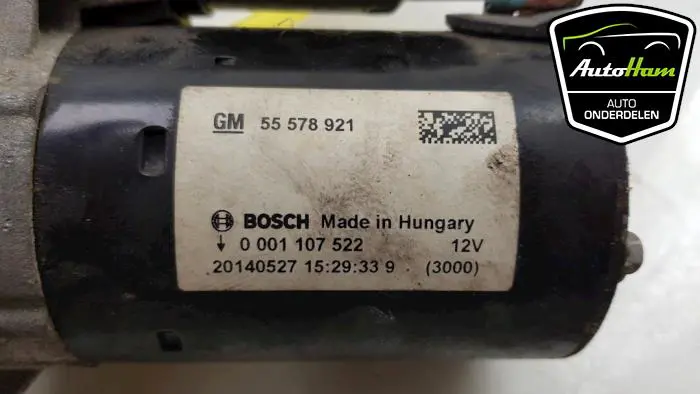 GM 55 578 921
BOSCH Made in Hungary
0 001 107 522 12V
20140527 15:29:33 9 (3000)
AutoHam
AUTO
ONDERDELEN